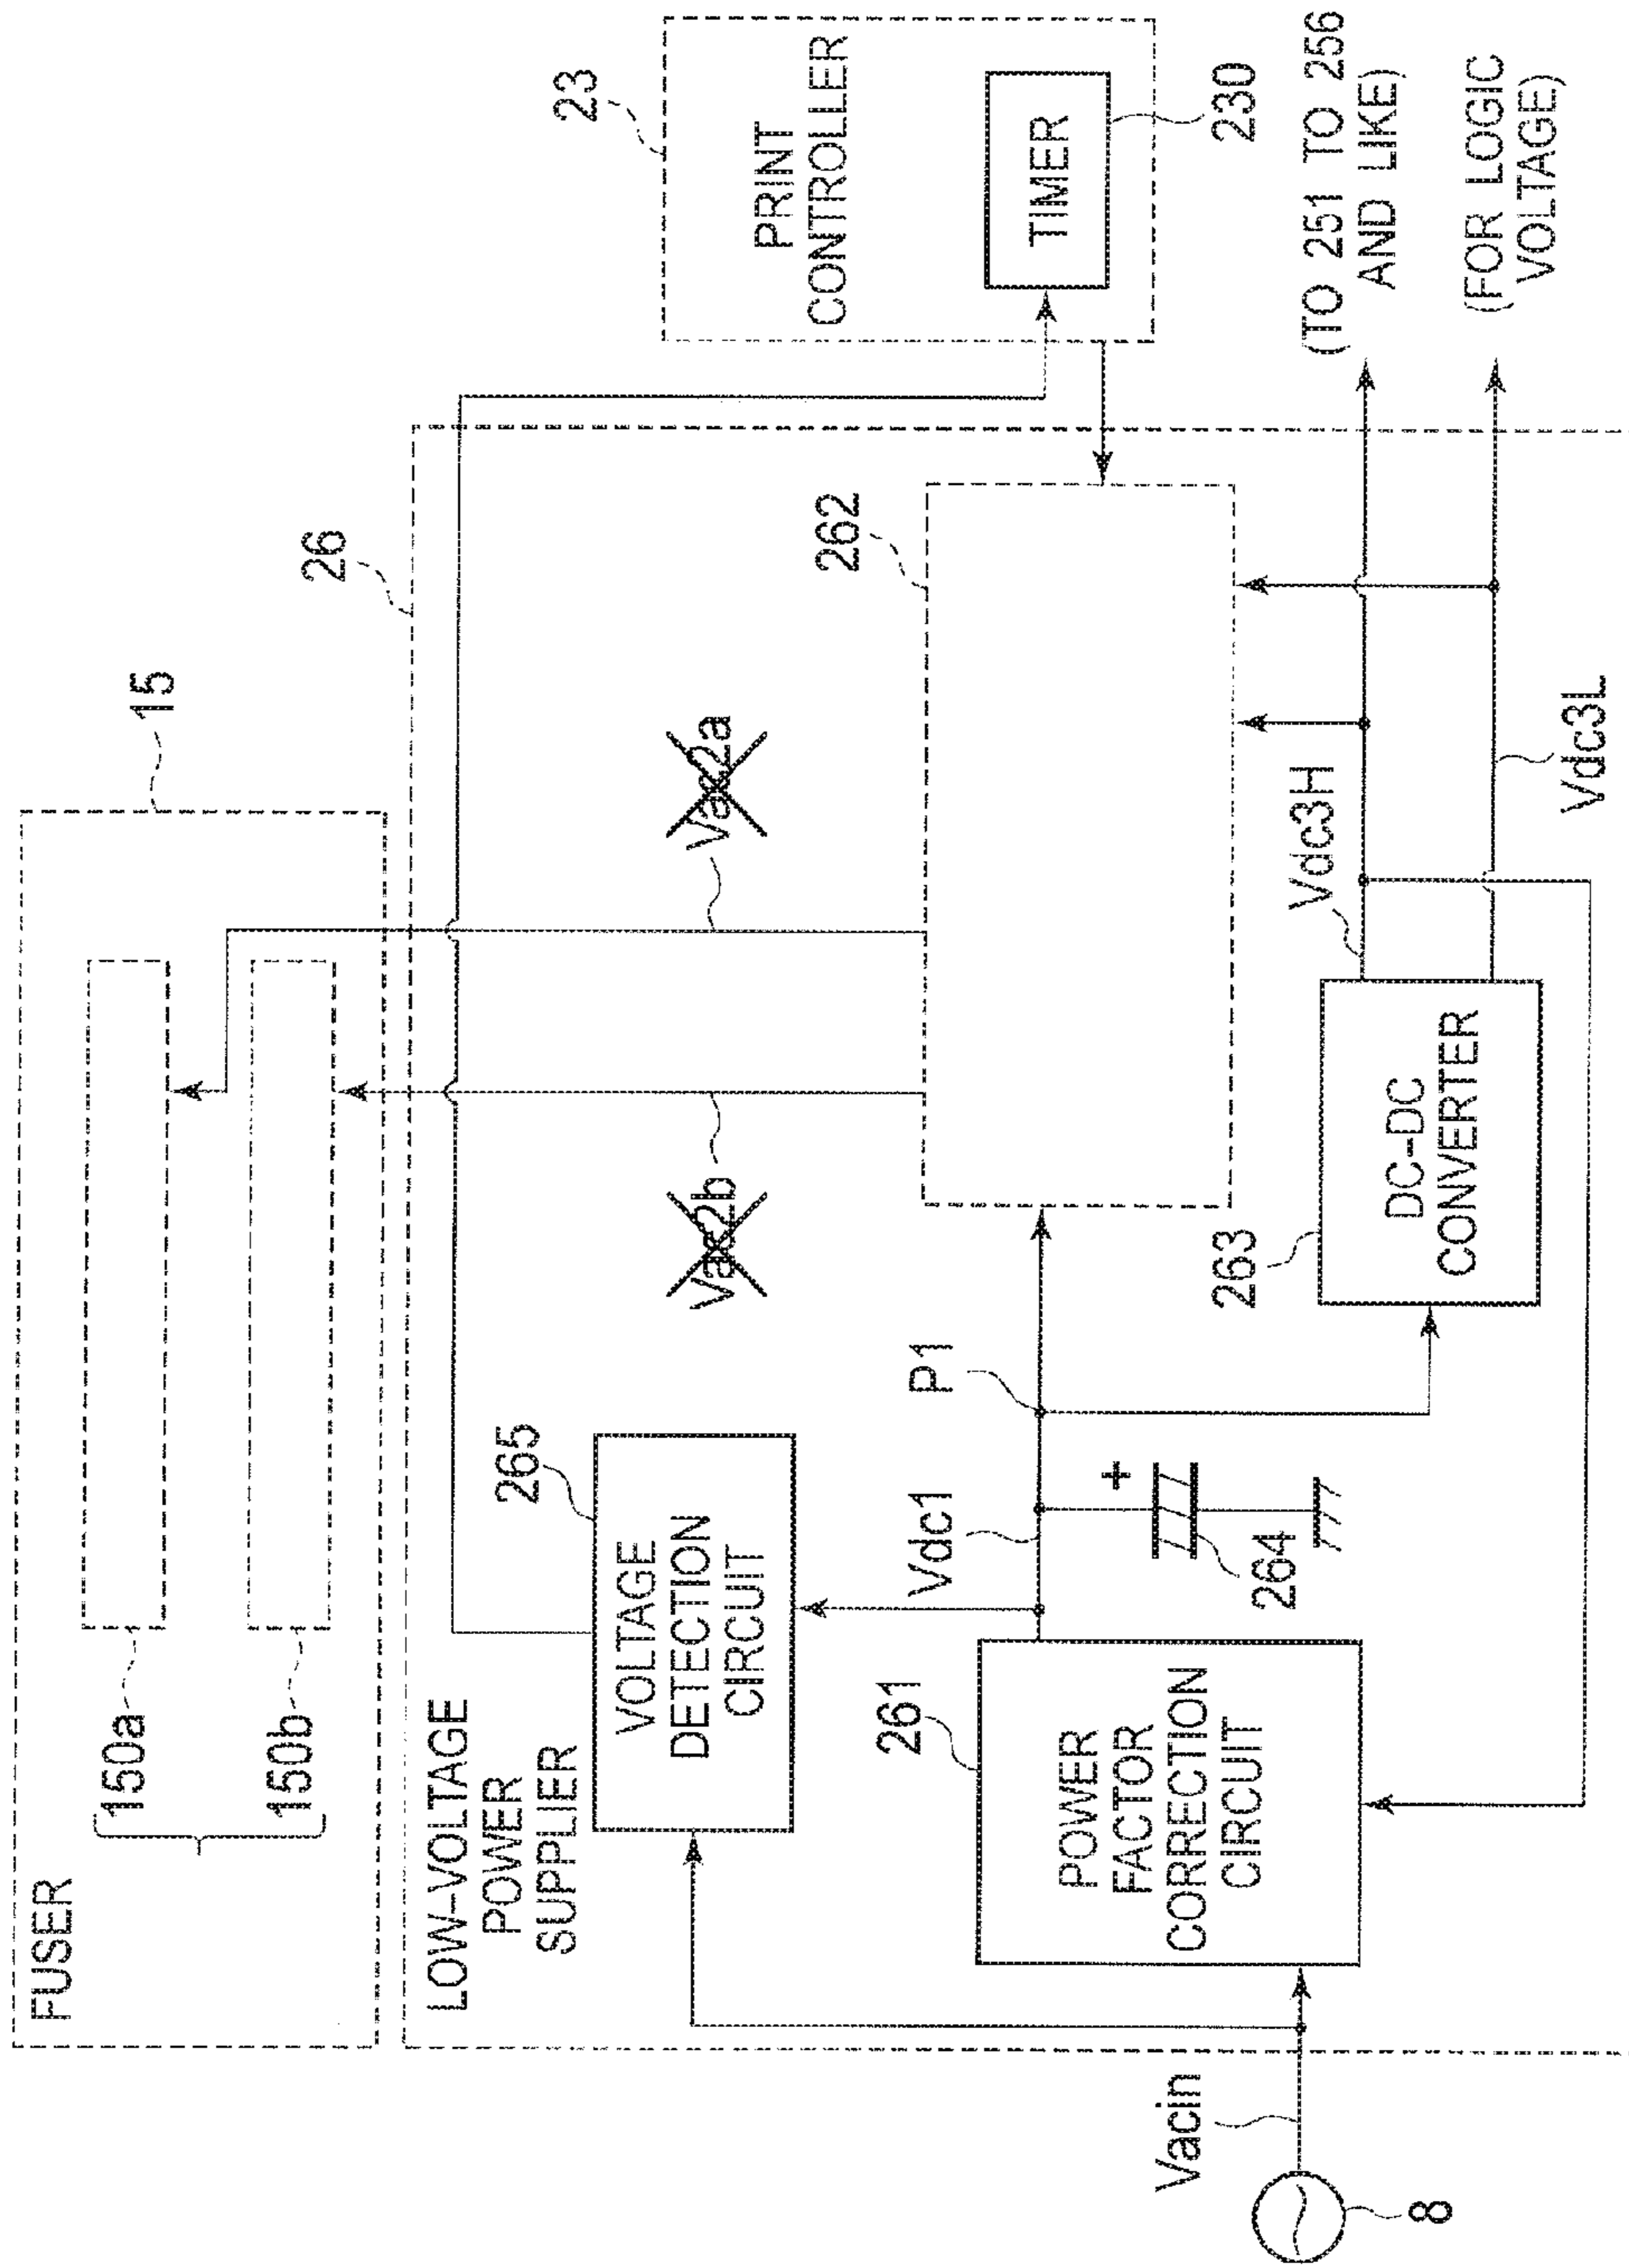 FUSER
150a
150b
15
LOW-VOLTAGE
POWER
SUPPLIER
26
265
VOLTAGE
DETECTION
CIRCUIT
Vac2b
Vac2a
23
PRINT
CONTROLLER
TIMER
230
262
261
POWER
FACTOR
CORRECTION
CIRCUIT
Vdc1
P1
+
264
263
DC-DC
CONVERTER
Vdc3H
Vdc3L
(TO 251 TO 256
AND LIKE)
(FOR LOGIC
VOLTAGE)
Vacin
8